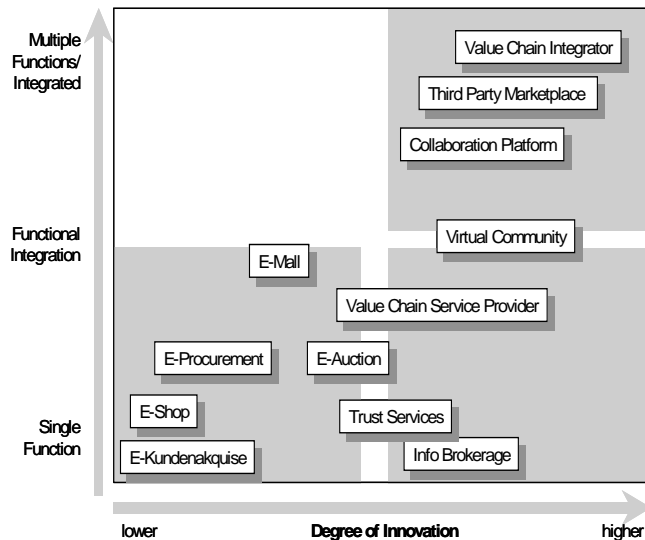 Multiple
Functions/
Integrated
Value Chain Integrator
Third Party Marketplace
Collaboration Platform
Functional
Integration
Virtual Community
E-Mall
Value Chain Service Provider
E-Procurement
E-Auction
E-Shop
Trust Services
Single
Function
E-Kundenakquise
Info Brokerage
lower
Degree of Innovation
higher